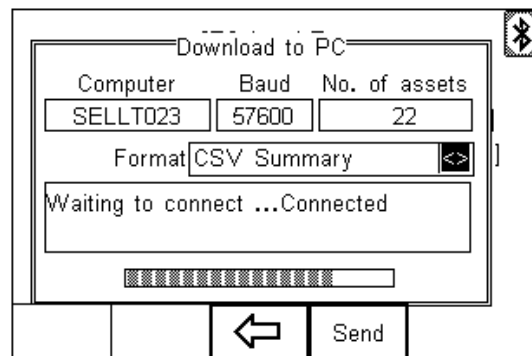 Download to PC
Computer Baud No. of assets
SELLT023 57600 22
Format CSV Summary <>
Waiting to connect ...Connected
Send